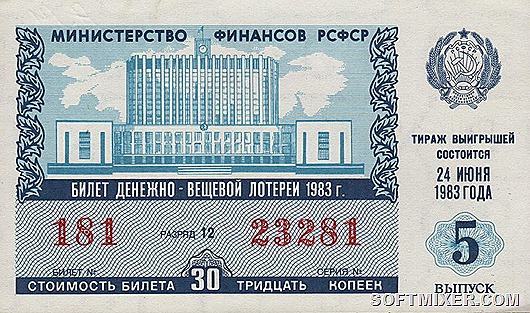 МИНИСТЕРСТВО ФИНАНСОВ РСФСР
БИЛЕТ ДЕНЕЖНО - ВЕЩЕВОЙ ЛОТЕРЕИ 1983 г.
181 РАЗРЯД 12 23281
БИЛЕТ № СЕРИЯ №
СТОИМОСТЬ БИЛЕТА 30 ТРИДЦАТЬ КОПЕЕК
ТИРАЖ ВЫИГРЫШЕЙ
СОСТОИТСЯ
24 ИЮНЯ
1983 ГОДА
5
ВЫПУСК
SOFTMIXER.COM